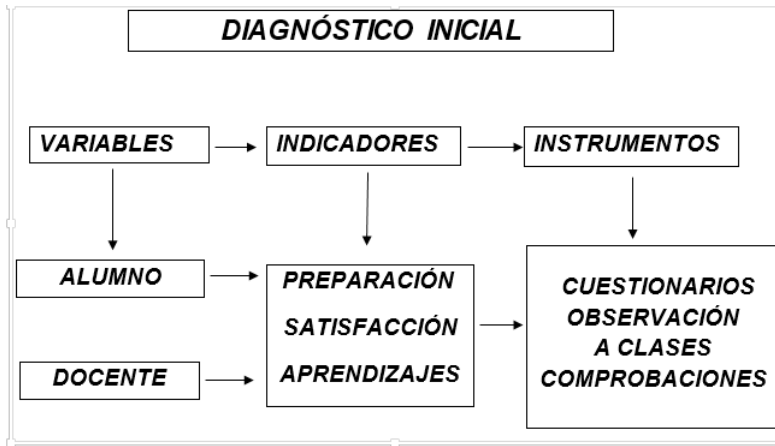 DIAGNÓSTICO INICIAL
VARIABLES
INDICADORES
INSTRUMENTOS
ALUMNO
DOCENTE
PREPARACIÓN
SATISFACCIÓN
APRENDIZAJES
CUESTIONARIOS
OBSERVACIÓN
A CLASES
COMPROBACIONES